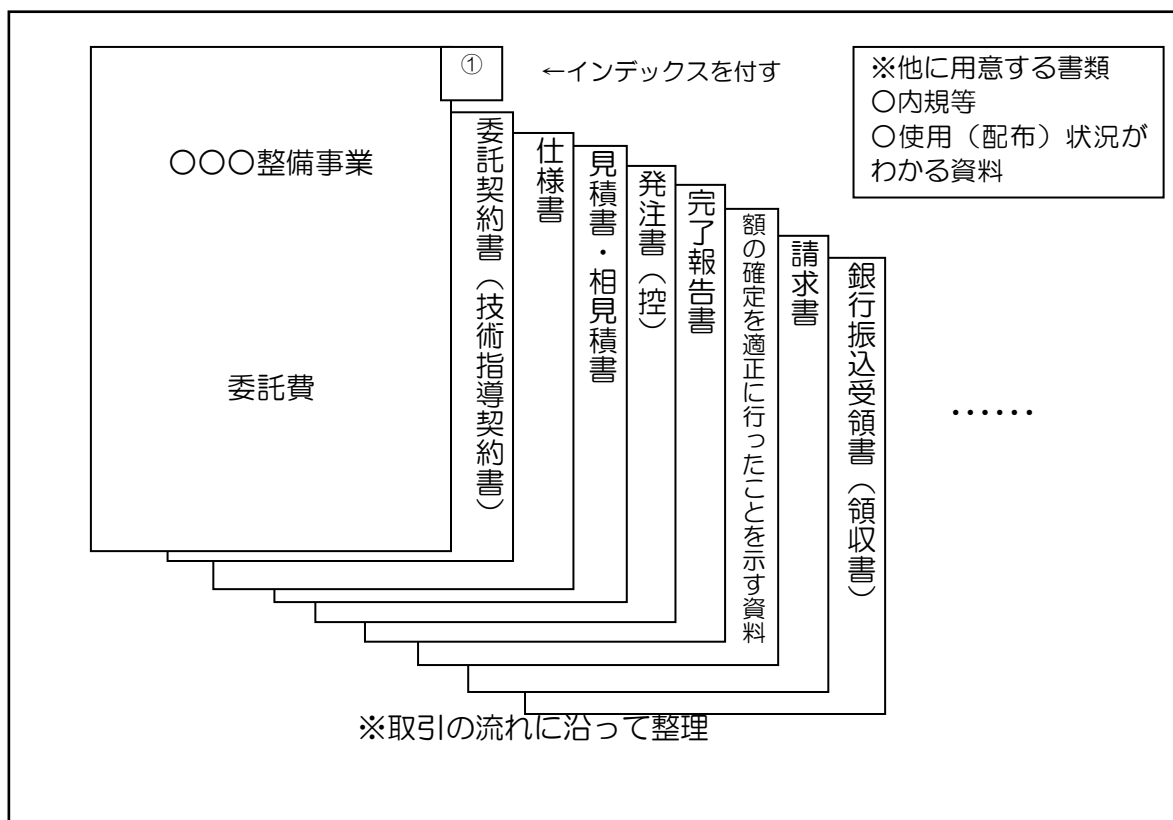 ①
←インデックスを付す
※他に用意する書類
○内規等
○使用（配布）状況が
わかる資料
○○○整備事業
委託費
委託契約書（技術指導契約書）
仕様書
見積書・相見積書
発注書（控）
完了報告書
額の確定を適正に行ったことを示す資料
請求書
銀行振込受領書（領収書）
……
※取引の流れに沿って整理